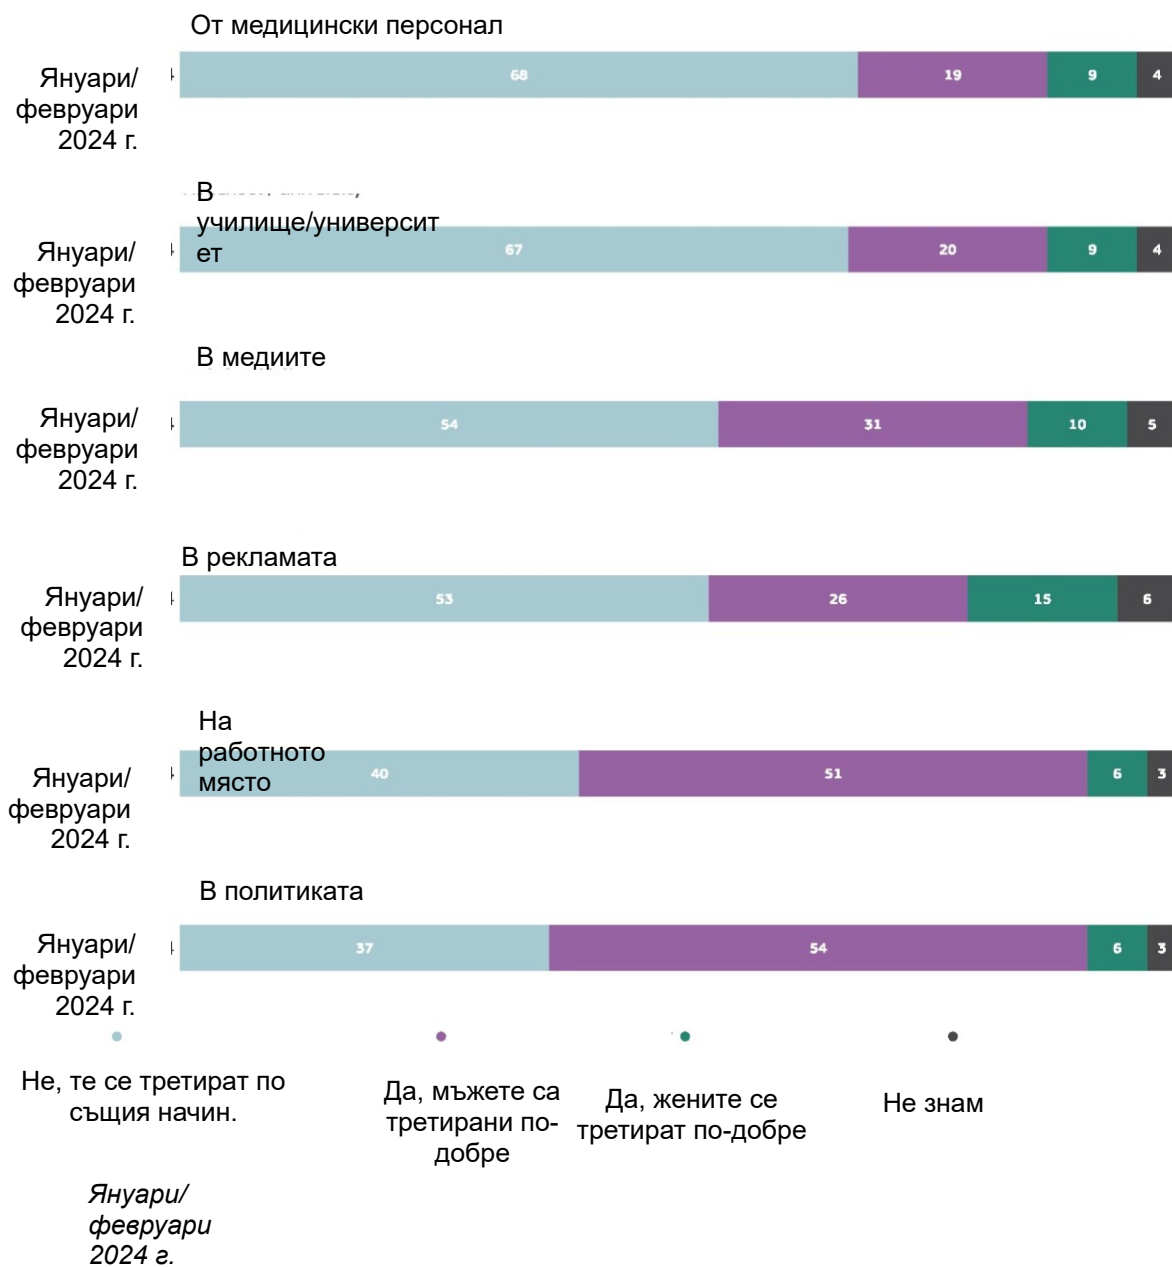 От медицински персонал
Януари/
февруари
2024 г.
68 19 9 4
В
училище/университ
ет
Януари/
февруари
2024 г.
67 20 9 4
В медиите
Януари/
февруари
2024 г.
54 31 10 5
В рекламата
Януари/
февруари
2024 г.
53 26 15 6
На
работното
място
Януари/
февруари
2024 г.
40 51 6 3
В политиката
Януари/
февруари
2024 г.
37 54 6 3
Не, те се третират по
същия начин.
Да, мъжете са
третирани по-
добре
Да, жените се
третират по-добре
Не знам
Януари/
февруари
2024 г.